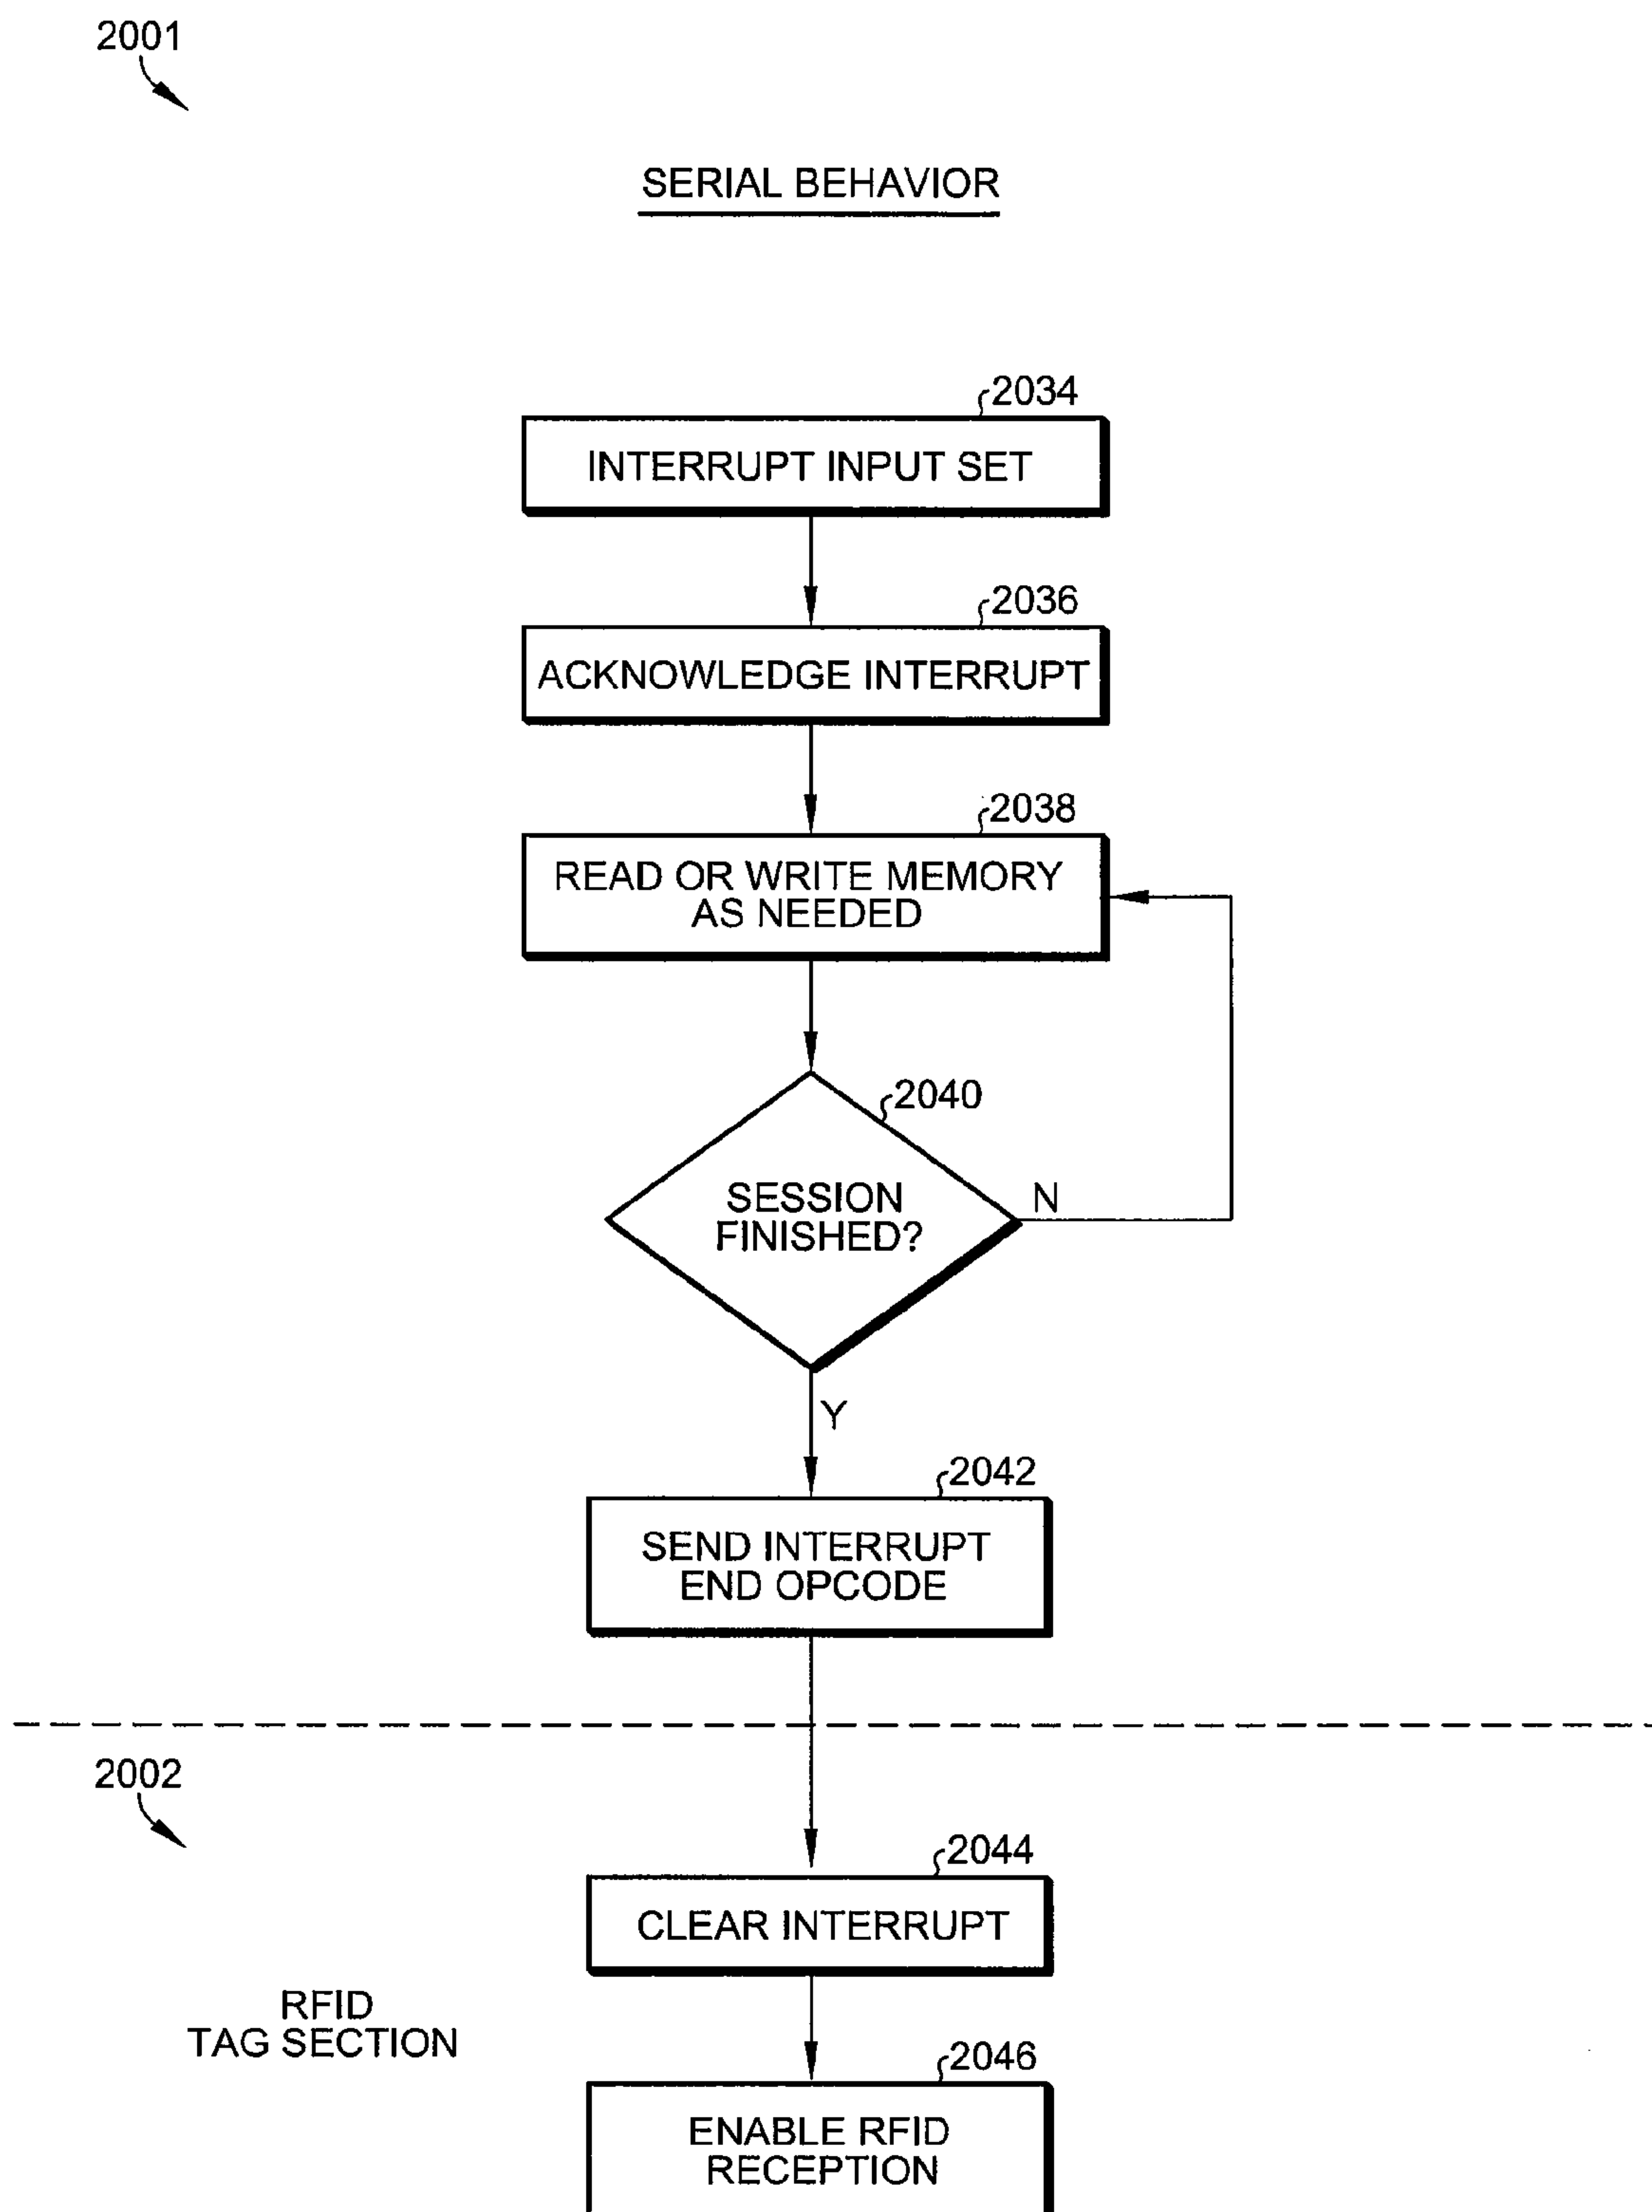 2001
SERIAL BEHAVIOR
2034
INTERRUPT INPUT SET
2036
ACKNOWLEDGE INTERRUPT
2038
READ OR WRITE MEMORY
AS NEEDED
2040
SESSION
FINISHED?
N
Y
2042
SEND INTERRUPT
END OPCODE
2002
2044
CLEAR INTERRUPT
RFID
TAG SECTION
2046
ENABLE RFID
RECEPTION